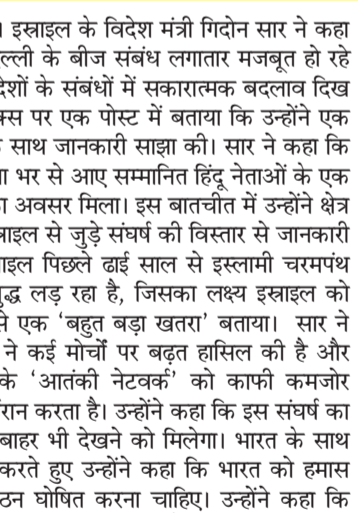 । इस्राइल के विदेश मंत्री गिदोन सार ने कहा
ल्ली के बीज संबंध लगातार मजबूत हो रहे
देशों के संबंधों में सकारात्मक बदलाव दिख
क्स पर एक पोस्ट में बताया कि उन्होंने एक
साथ जानकारी साझा की। सार ने कहा कि
भर से आए सम्मानित हिंदू नेताओं के एक
अवसर मिला। इस बातचीत में उन्होंने क्षेत्र
राइल से जुड़े संघर्ष की विस्तार से जानकारी
राइल पिछले ढाई साल से इस्लामी चरमपंथ
युद्ध लड़ रहा है, जिसका लक्ष्य इस्राइल को
से एक ‘बहुत बड़ा खतरा’ बताया। सार ने
ने कई मोर्चों पर बढ़त हासिल की है और
के ‘आतंकी नेटवर्क’ को काफी कमजोर
रान करता है। उन्होंने कहा कि इस संघर्ष का
बाहर भी देखने को मिलेगा। भारत के साथ
करते हुए उन्होंने कहा कि भारत को हमास
ठन घोषित करना चाहिए। उन्होंने कहा कि